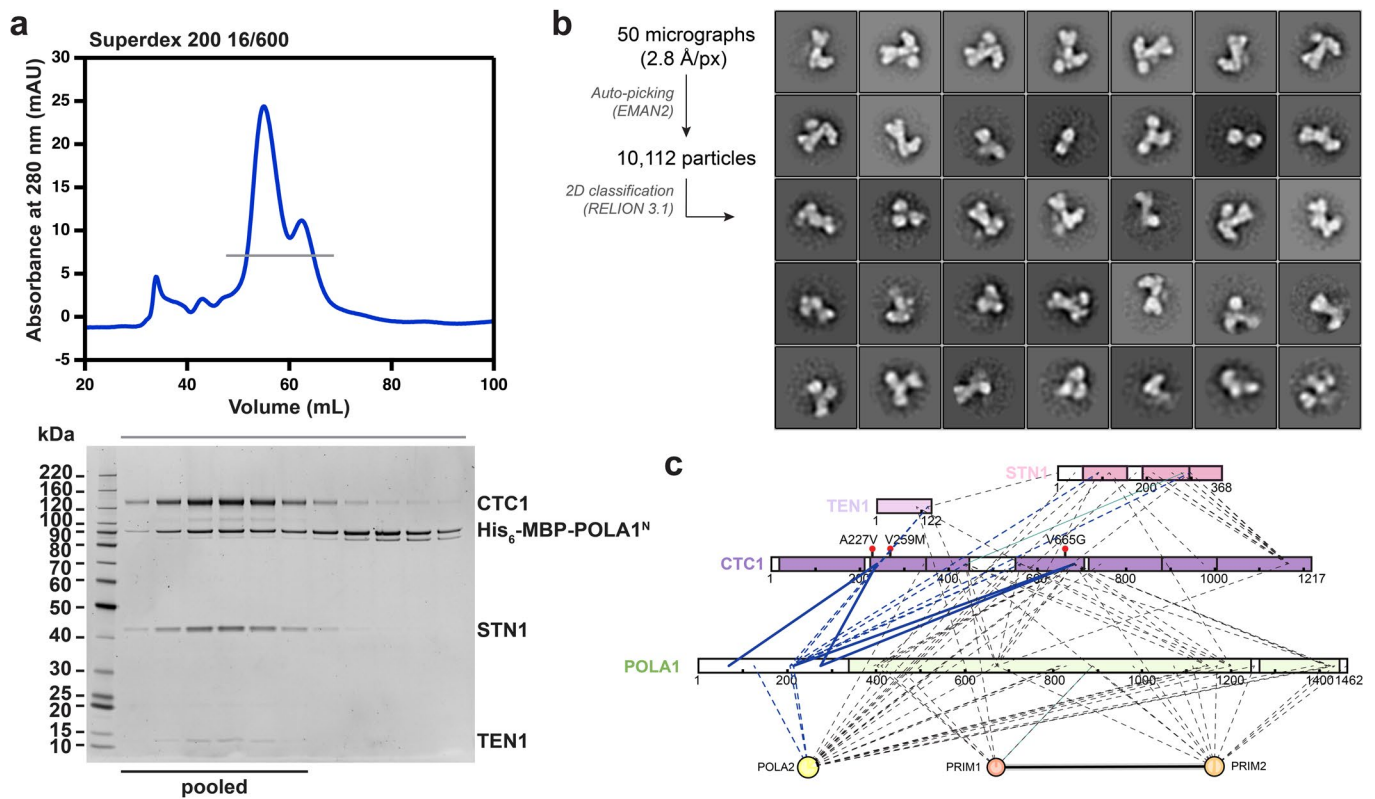 a
Superdex 200 16/600
Absorbance at 280 nm (mAU)
30
25
20
15
10
5
0
-5
20
40
60
80
100
Volume (mL)
kDa
220
160
120
100
90
80
70
60
50
40
30
25
20
15
10
CTC1
His6-MBP-POLA1N
STN1
TEN1
pooled
b
50 micrographs
(2.8 Å/px)
Auto-picking
(EMAN2)
10,112 particles
2D classification
(RELION 3.1)
c
STN1
1
200
368
TEN1
1
122
A227V
V259M
V665G
CTC1
1
200
400
600
800
1000
1217
POLA1
1
200
400
600
800
1000
1200
1400
1462
POLA2
PRIM1
PRIM2